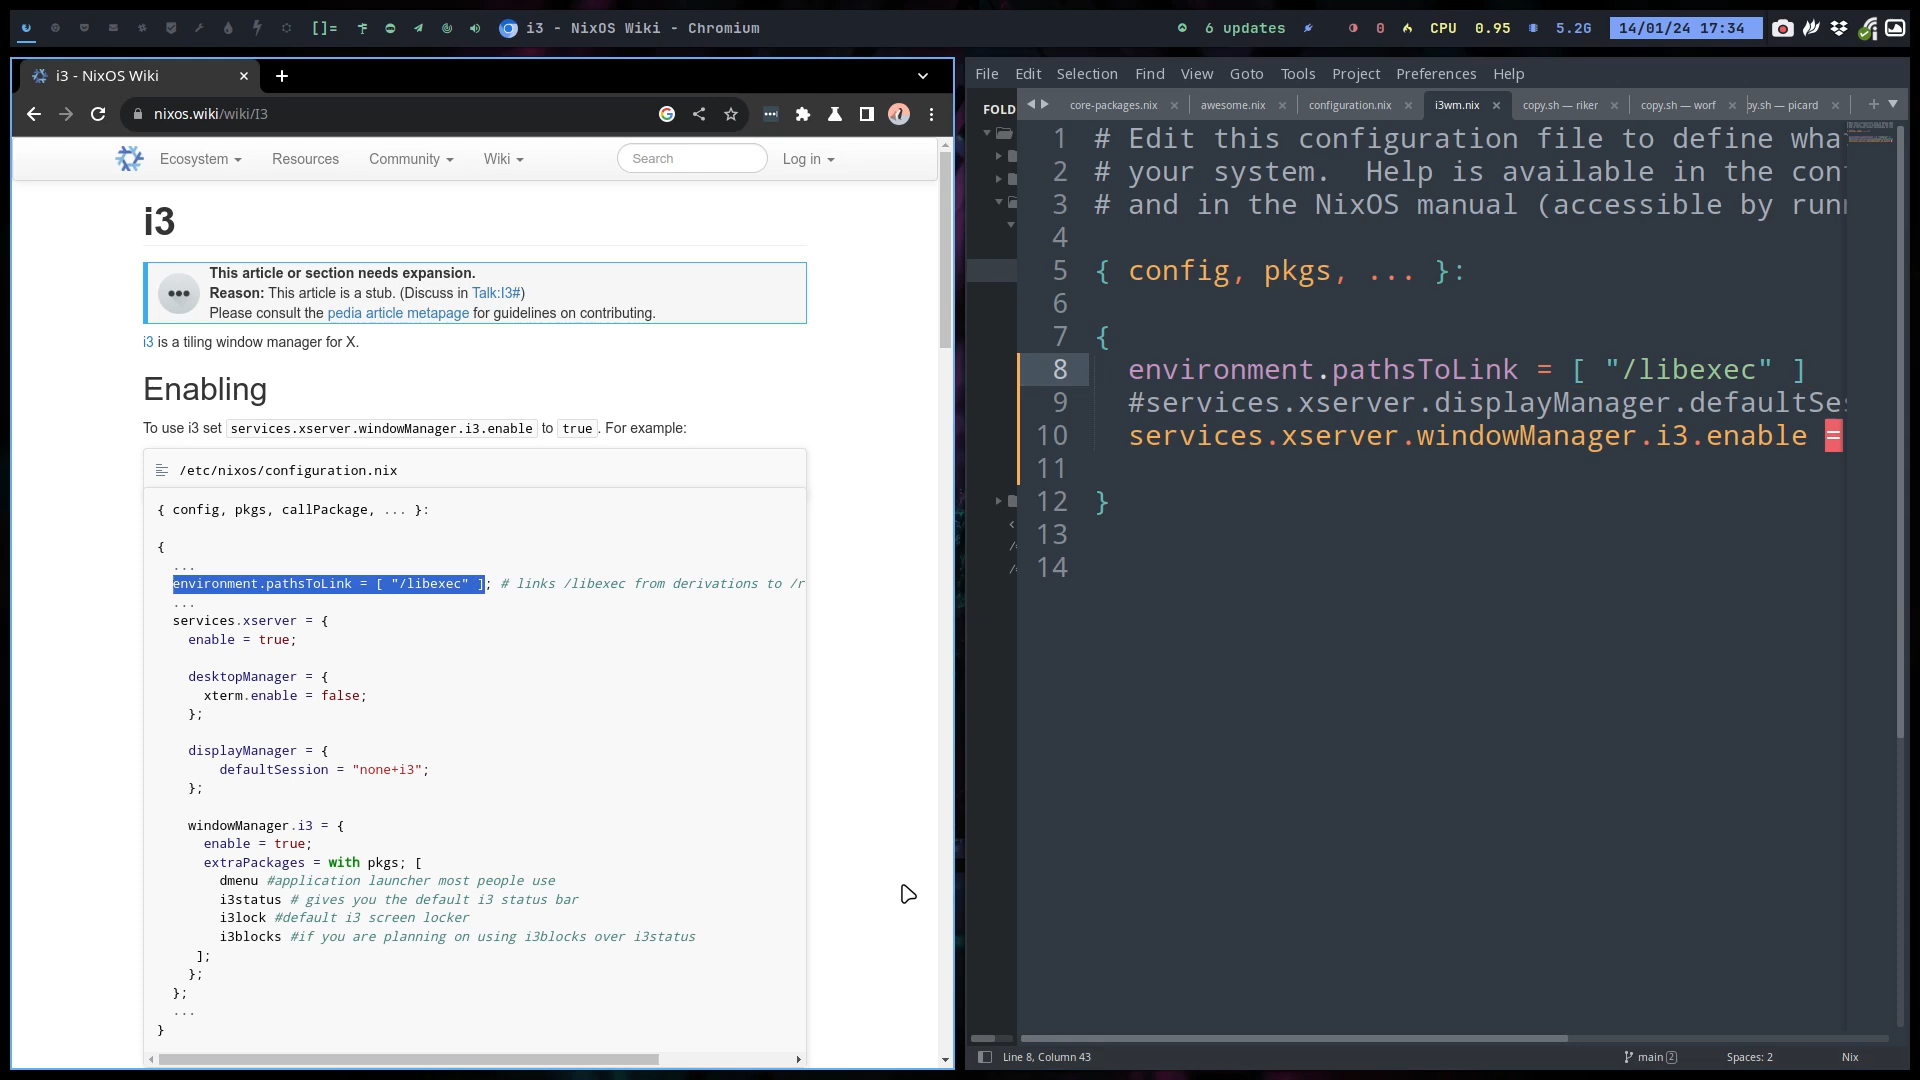 []=
i3 - NixOS Wiki - Chromium
6 updates
0
CPU 0.95
5.2G
14/01/24 17:34
i3 - NixOS Wiki
nixos.wiki/wiki/I3
Ecosystem
Resources
Community
Wiki
Search
Log in
i3
This article or section needs expansion.
Reason: This article is a stub. (Discuss in Talk:I3#)
Please consult the pedia article metapage for guidelines on contributing.
i3 is a tiling window manager for X.
Enabling
To use i3 set services.xserver.windowManager.i3.enable to true . For example:
/etc/nixos/configuration.nix
{ config, pkgs, callPackage, ... }:
{
...
environment.pathsToLink = [ "/libexec" ]; # links /libexec from derivations to /r
...
services.xserver = {
enable = true;
desktopManager = {
xterm.enable = false;
};
displayManager = {
defaultSession = "none+i3";
};
windowManager.i3 = {
enable = true;
extraPackages = with pkgs; [
dmenu #application launcher most people use
i3status # gives you the default i3 status bar
i3lock #default i3 screen locker
i3blocks #if you are planning on using i3blocks over i3status
];
};
};
...
}
File Edit Selection Find View Goto Tools Project Preferences Help
FOLD
core-packages.nix
awesome.nix
configuration.nix
i3wm.nix
copy.sh — riker
copy.sh — worf
py.sh — picard
1 # Edit this configuration file to define wha
2 # your system.  Help is available in the con
3 # and in the NixOS manual (accessible by run
4
5 { config, pkgs, ... }:
6
7 {
8 environment.pathsToLink = [ "/libexec" ]
9 #services.xserver.displayManager.defaultSe
10 services.xserver.windowManager.i3.enable =
11
12 }
13
14
Line 8, Column 43
main 2
Spaces: 2
Nix